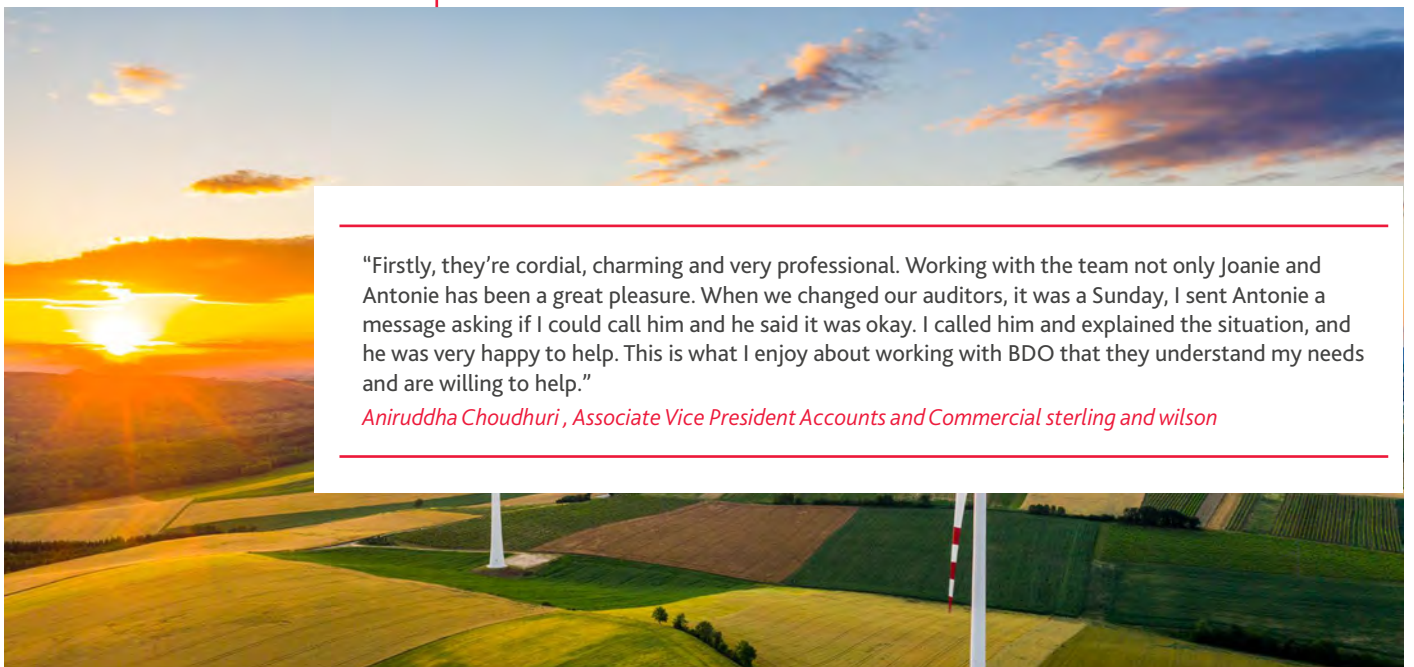 “Firstly, they’re cordial, charming and very professional. Working with the team not only Joanie and
Antonie has been a great pleasure. When we changed our auditors, it was a Sunday, I sent Antonie a
message asking if I could call him and he said it was okay. I called him and explained the situation, and
he was very happy to help. This is what I enjoy about working with BDO that they understand my needs
and are willing to help.”
Aniruddha Choudhuri , Associate Vice President Accounts and Commercial sterling and wilson